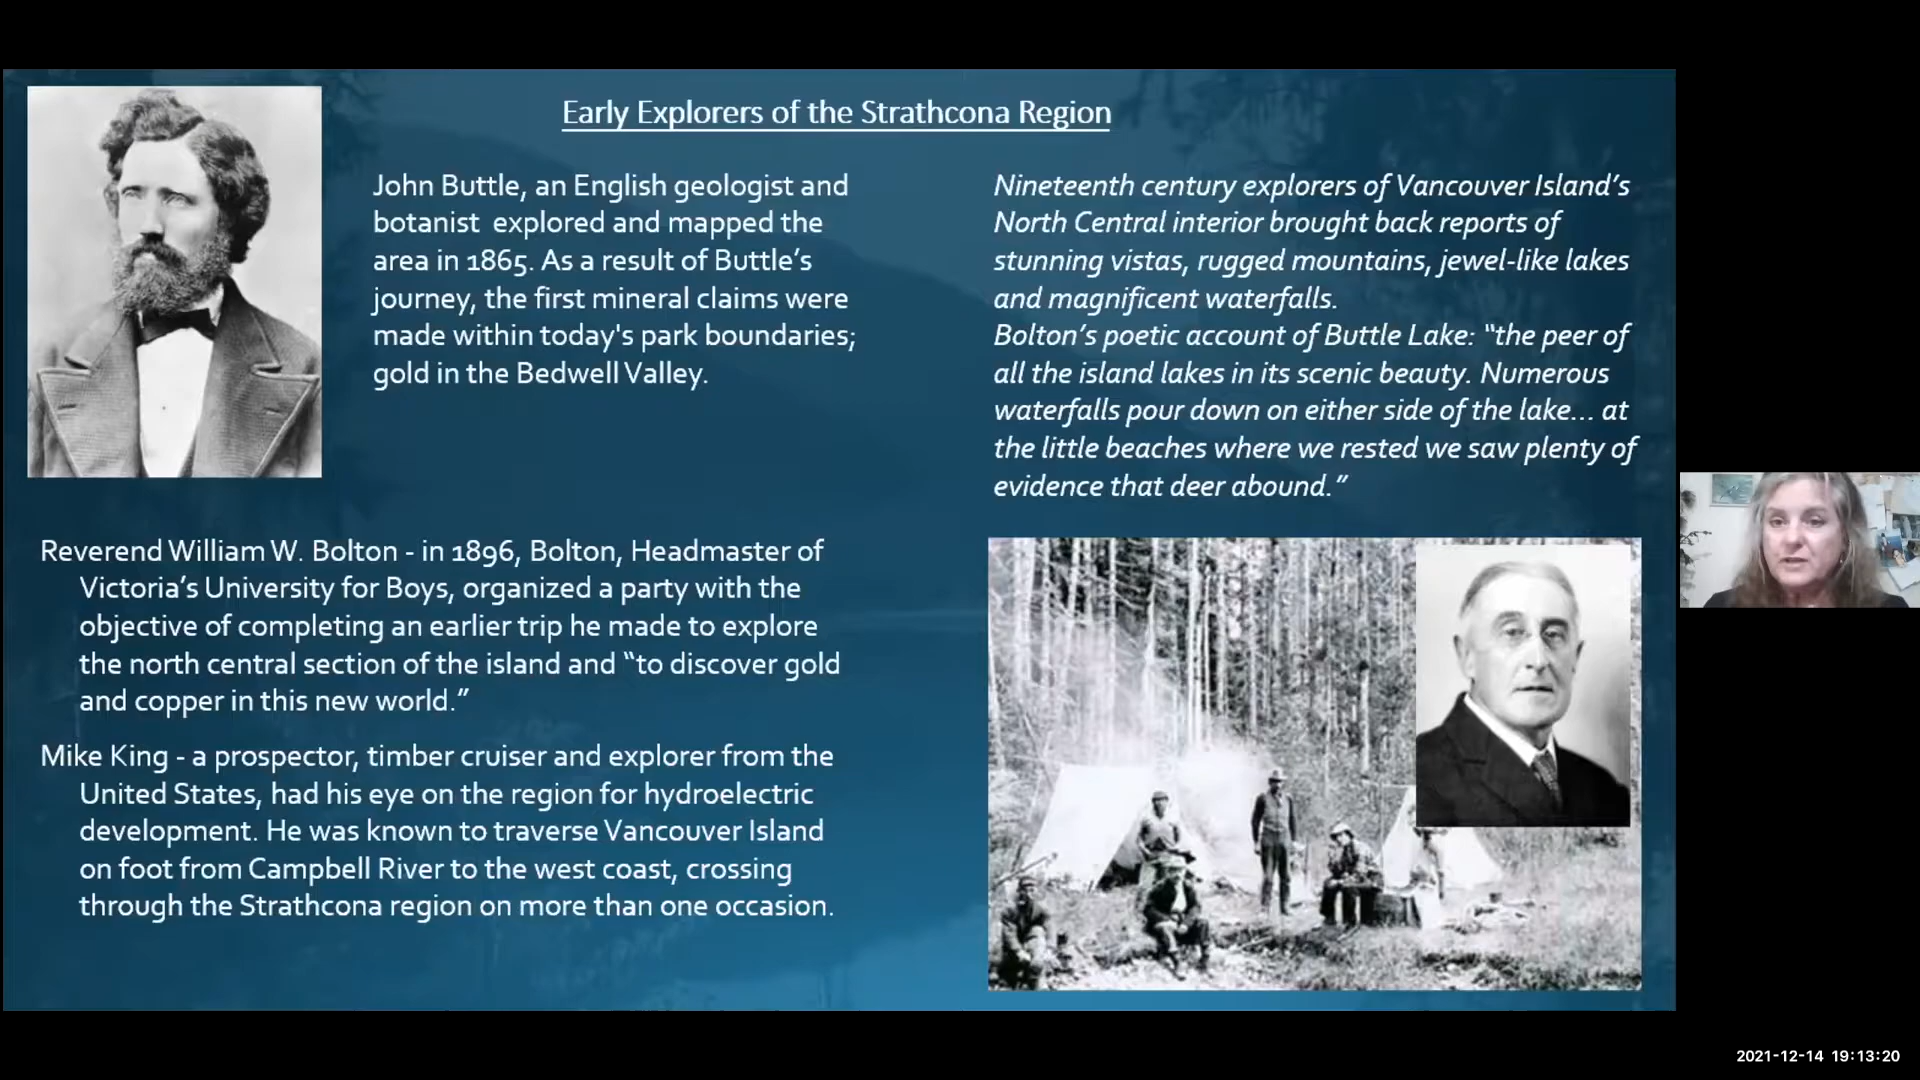 Early Explorers of the Strathcona Region
John Buttle, an English geologist and
botanist explored and mapped the
area in 1865. As a result of Buttle’s
journey, the first mineral claims were
made within today's park boundaries;
gold in the Bedwell Valley.
Reverend William W. Bolton - in 1896, Bolton, Headmaster of
Victoria’s University for Boys, organized a party with the
objective of completing an earlier trip he made to explore
the north central section of the island and “to discover gold
and copper in this new world.”
Mike King - a prospector, timber cruiser and explorer from the
United States, had his eye on the region for hydroelectric
development. He was known to traverse Vancouver Island
on foot from Campbell River to the west coast, crossing
through the Strathcona region on more than one occasion.
Nineteenth century explorers of Vancouver Island’s
North Central interior brought back reports of
stunning vistas, rugged mountains, jewel-like lakes
and magnificent waterfalls.
Bolton’s poetic account of Buttle Lake: “the peer of
all the island lakes in its scenic beauty. Numerous
waterfalls pour down on either side of the lake... at
the little beaches where we rested we saw plenty of
evidence that deer abound.”
2021-12-14 19:13:20